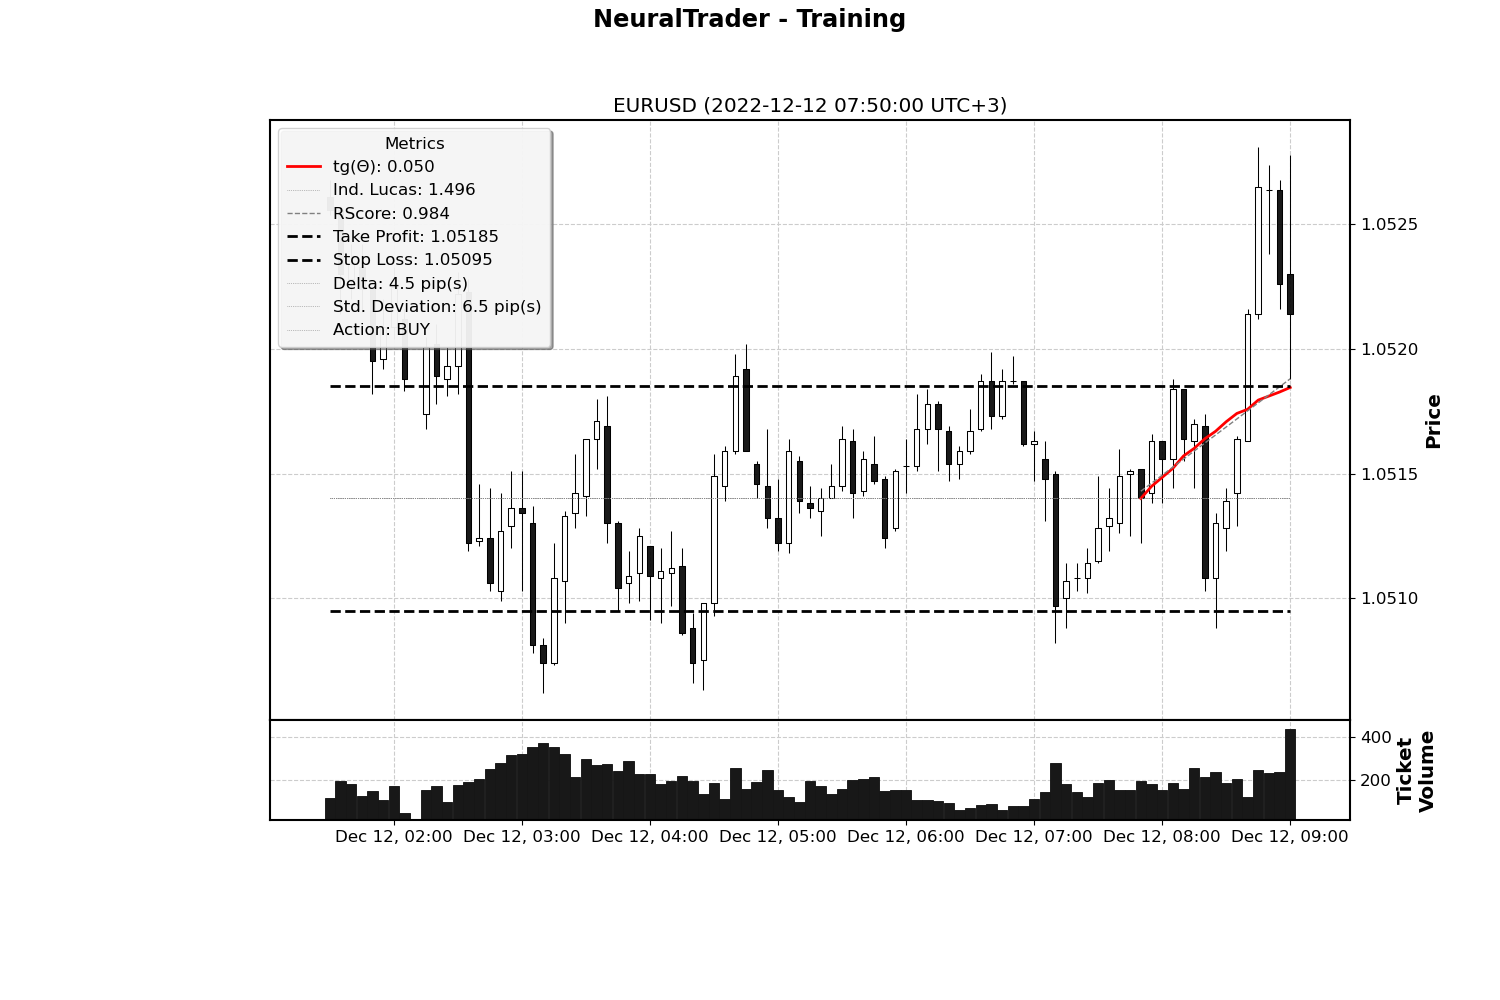 NeuralTrader - Training
EURUSD (2022-12-12 07:50:00 UTC+3)
Metrics
tg(Θ): 0.050
Ind. Lucas: 1.496
RScore: 0.984
Take Profit: 1.05185
Stop Loss: 1.05095
Delta: 4.5 pip(s)
Std. Deviation: 6.5 pip(s)
Action: BUY
1.0525
1.0520
1.0515
1.0510
Price
400
200
Ticket
Volume
Dec 12, 02:00 Dec 12, 03:00 Dec 12, 04:00 Dec 12, 05:00 Dec 12, 06:00 Dec 12, 07:00 Dec 12, 08:00 Dec 12, 09:00